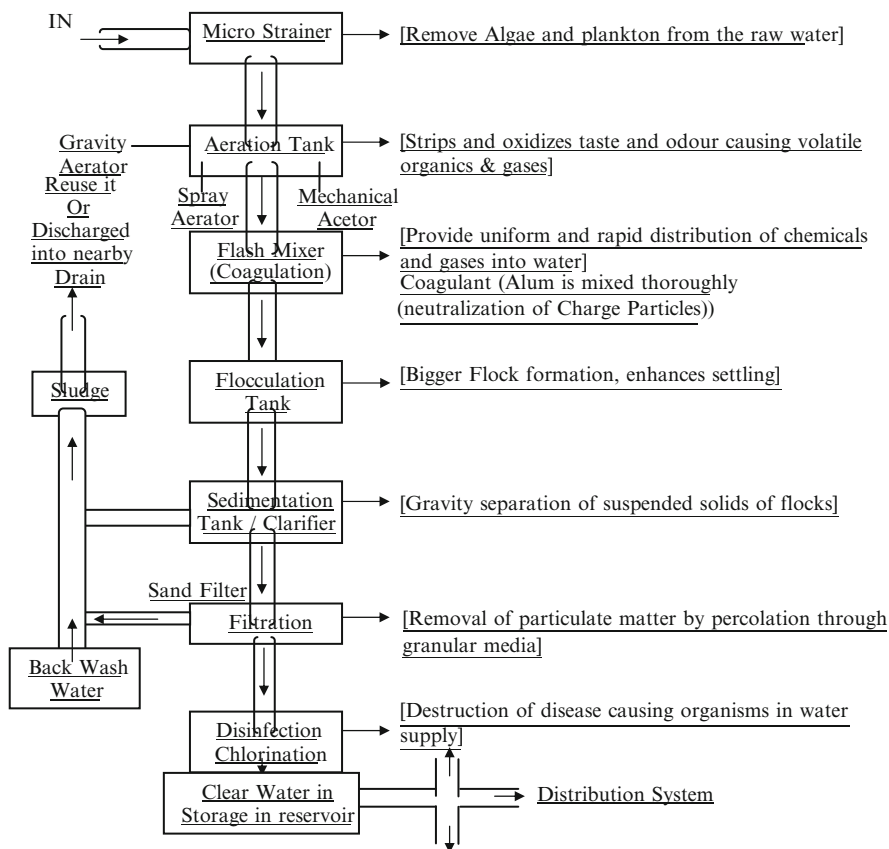 IN
Micro Strainer
[Remove Algae and plankton from the raw water]
Gravity
Aerator
Aeration Tank
[Strips and oxidizes taste and odour causing volatile
organics & gases]
Reuse it
Or
Discharged
into nearby
Drain
Spray
Aerator
Mechanical
Acetor
Flash Mixer
(Coagulation)
[Provide uniform and rapid distribution of chemicals
and gases into water]
Coagulant (Alum is mixed thoroughly
(neutralization of Charge Particles))
Sludge
Flocculation
Tank
[Bigger Flock formation, enhances settling]
Sedimentation
Tank / Clarifier
[Gravity separation of suspended solids of flocks]
Sand Filter
Filtration
[Removal of particulate matter by percolation through
granular media]
Back Wash
Water
Disinfection
Chlorination
[Destruction of disease causing organisms in water
supply]
Clear Water in
Storage in reservoir
Distribution System